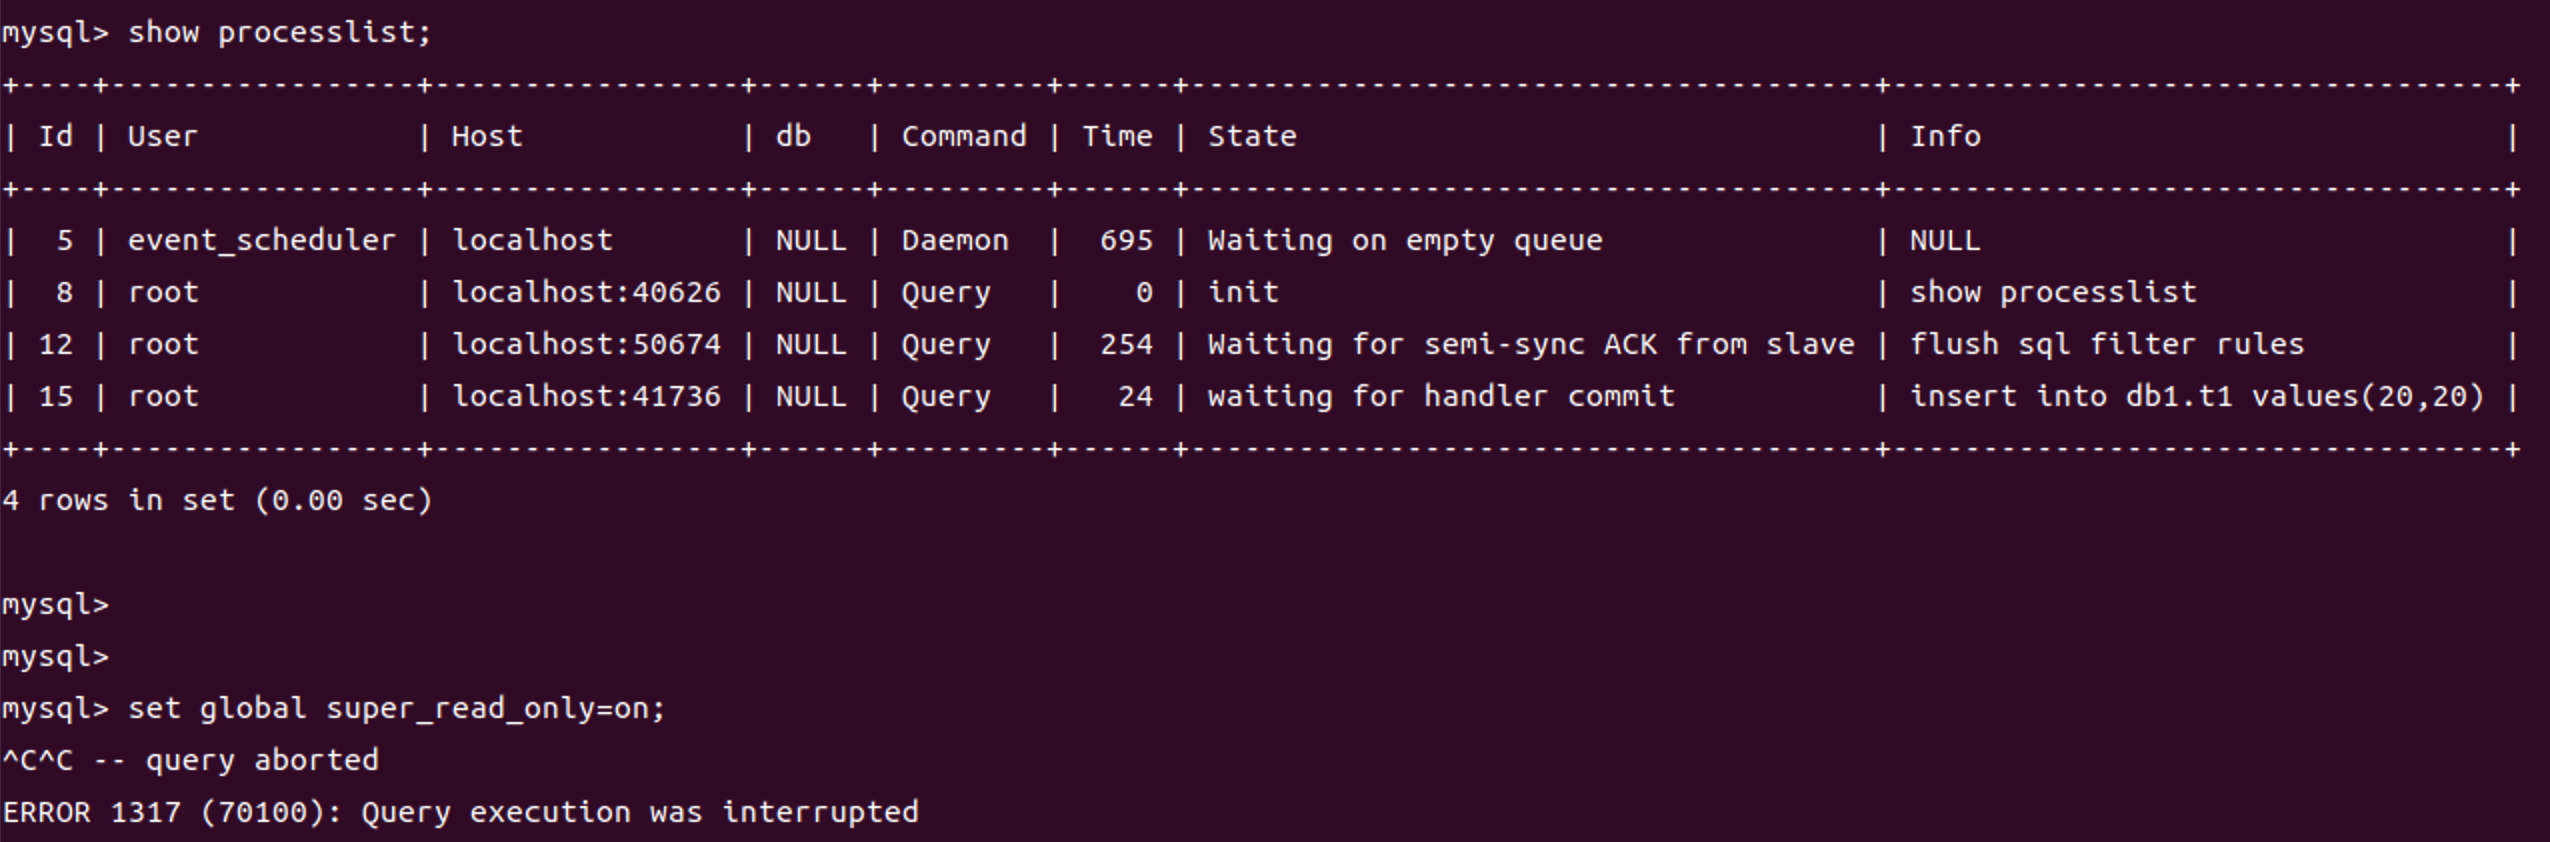 mysql> show processlist;
+----+-----------------+-----------------+------+---------+------+--------------------------------------+----------------------------------+
| Id | User            | Host            | db   | Command | Time | State                                | Info                             |
+----+-----------------+-----------------+------+---------+------+--------------------------------------+----------------------------------+
|  5 | event_scheduler | localhost       | NULL | Daemon  |  695 | Waiting on empty queue               | NULL                             |
|  8 | root            | localhost:40626 | NULL | Query   |    0 | init                                 | show processlist                 |
| 12 | root            | localhost:50674 | NULL | Query   |  254 | Waiting for semi-sync ACK from slave | flush sql filter rules           |
| 15 | root            | localhost:41736 | NULL | Query   |   24 | waiting for handler commit           | insert into db1.t1 values(20,20) |
+----+-----------------+-----------------+------+---------+------+--------------------------------------+----------------------------------+
4 rows in set (0.00 sec)
mysql>
mysql>
mysql> set global super_read_only=on;
^C^C -- query aborted
ERROR 1317 (70100): Query execution was interrupted